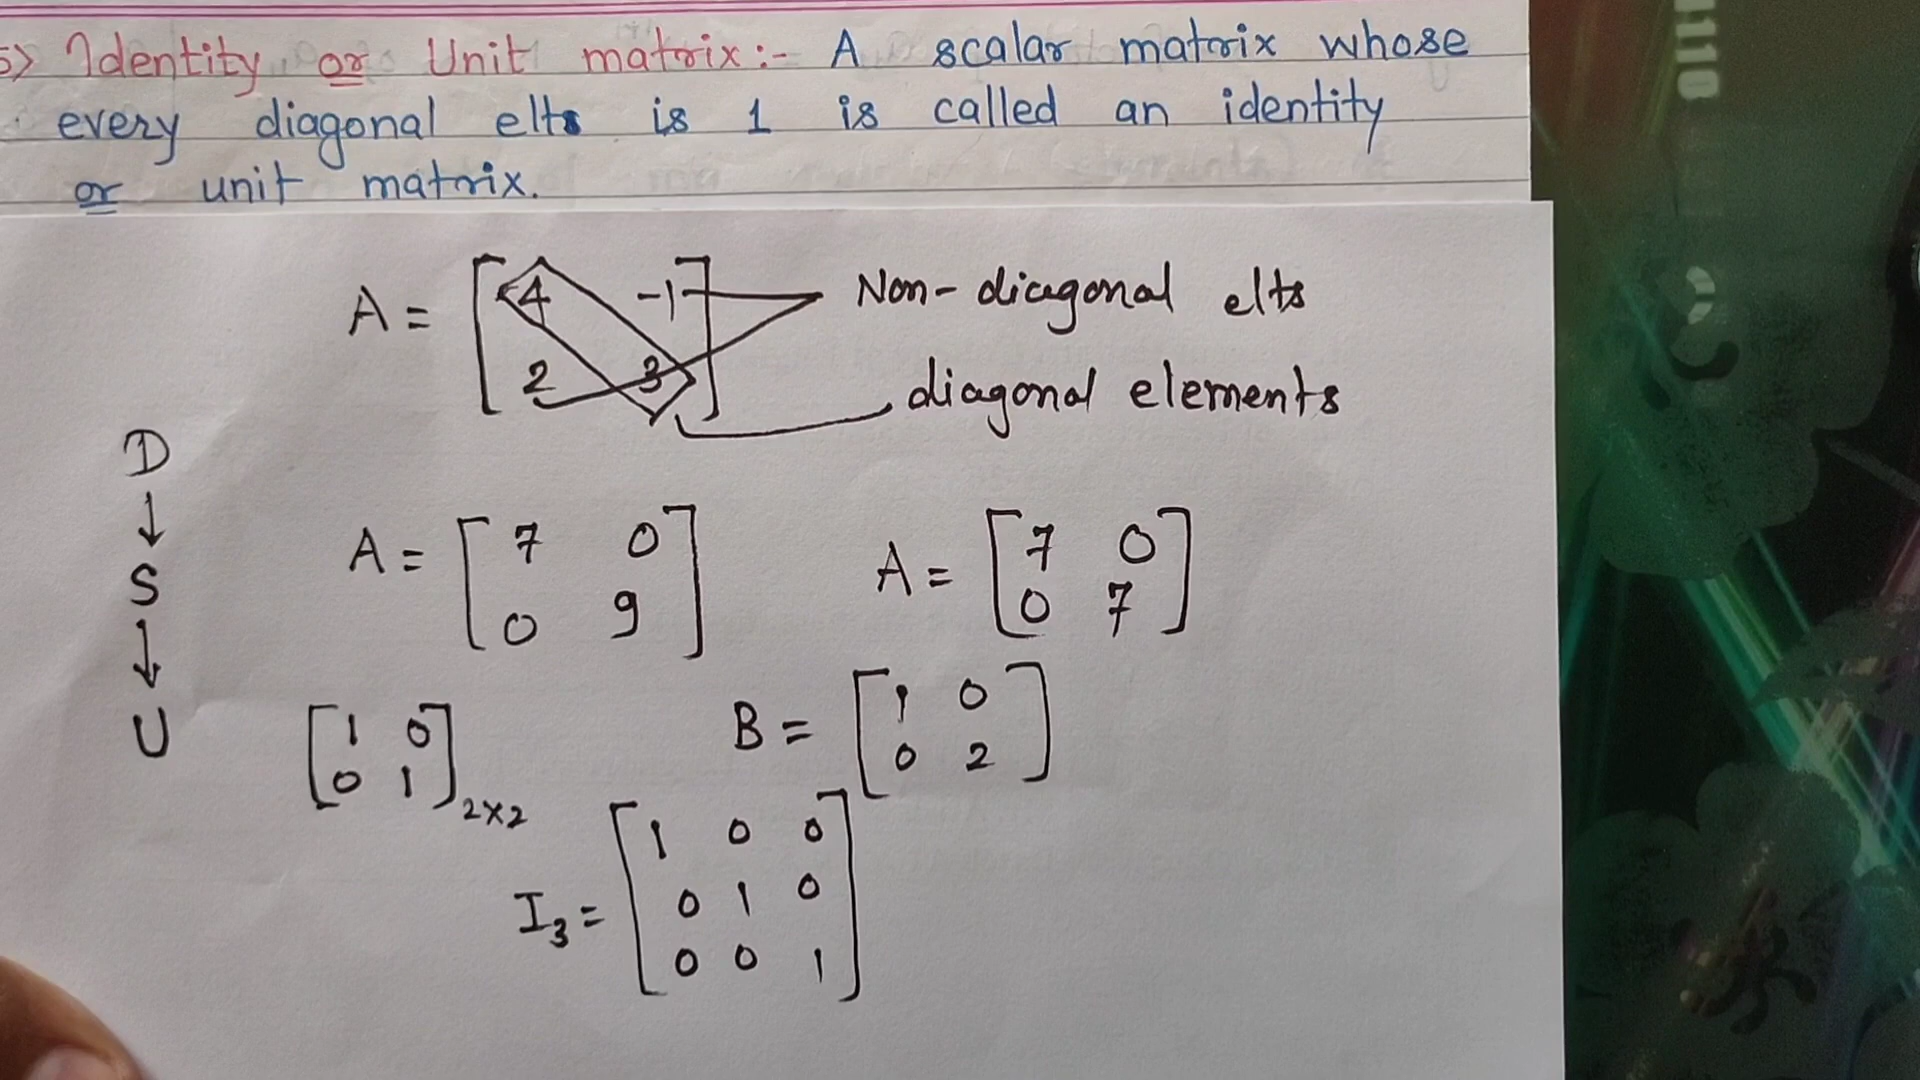 5) Identity or Unit matrix:- A scalar matrix whose
every diagonal elts is 1 is called an identity
or unit matrix.
A = [4 -1] Non-diagonal elts
[2 3] diagonal elements
D
↓
S
↓
U
A = [7 0]
[0 9]
A = [7 0]
[0 7]
[1 0]
[0 1] 2×2
B = [1 0]
[0 2]
I3 = [1 0 0]
[0 1 0]
[0 0 1]